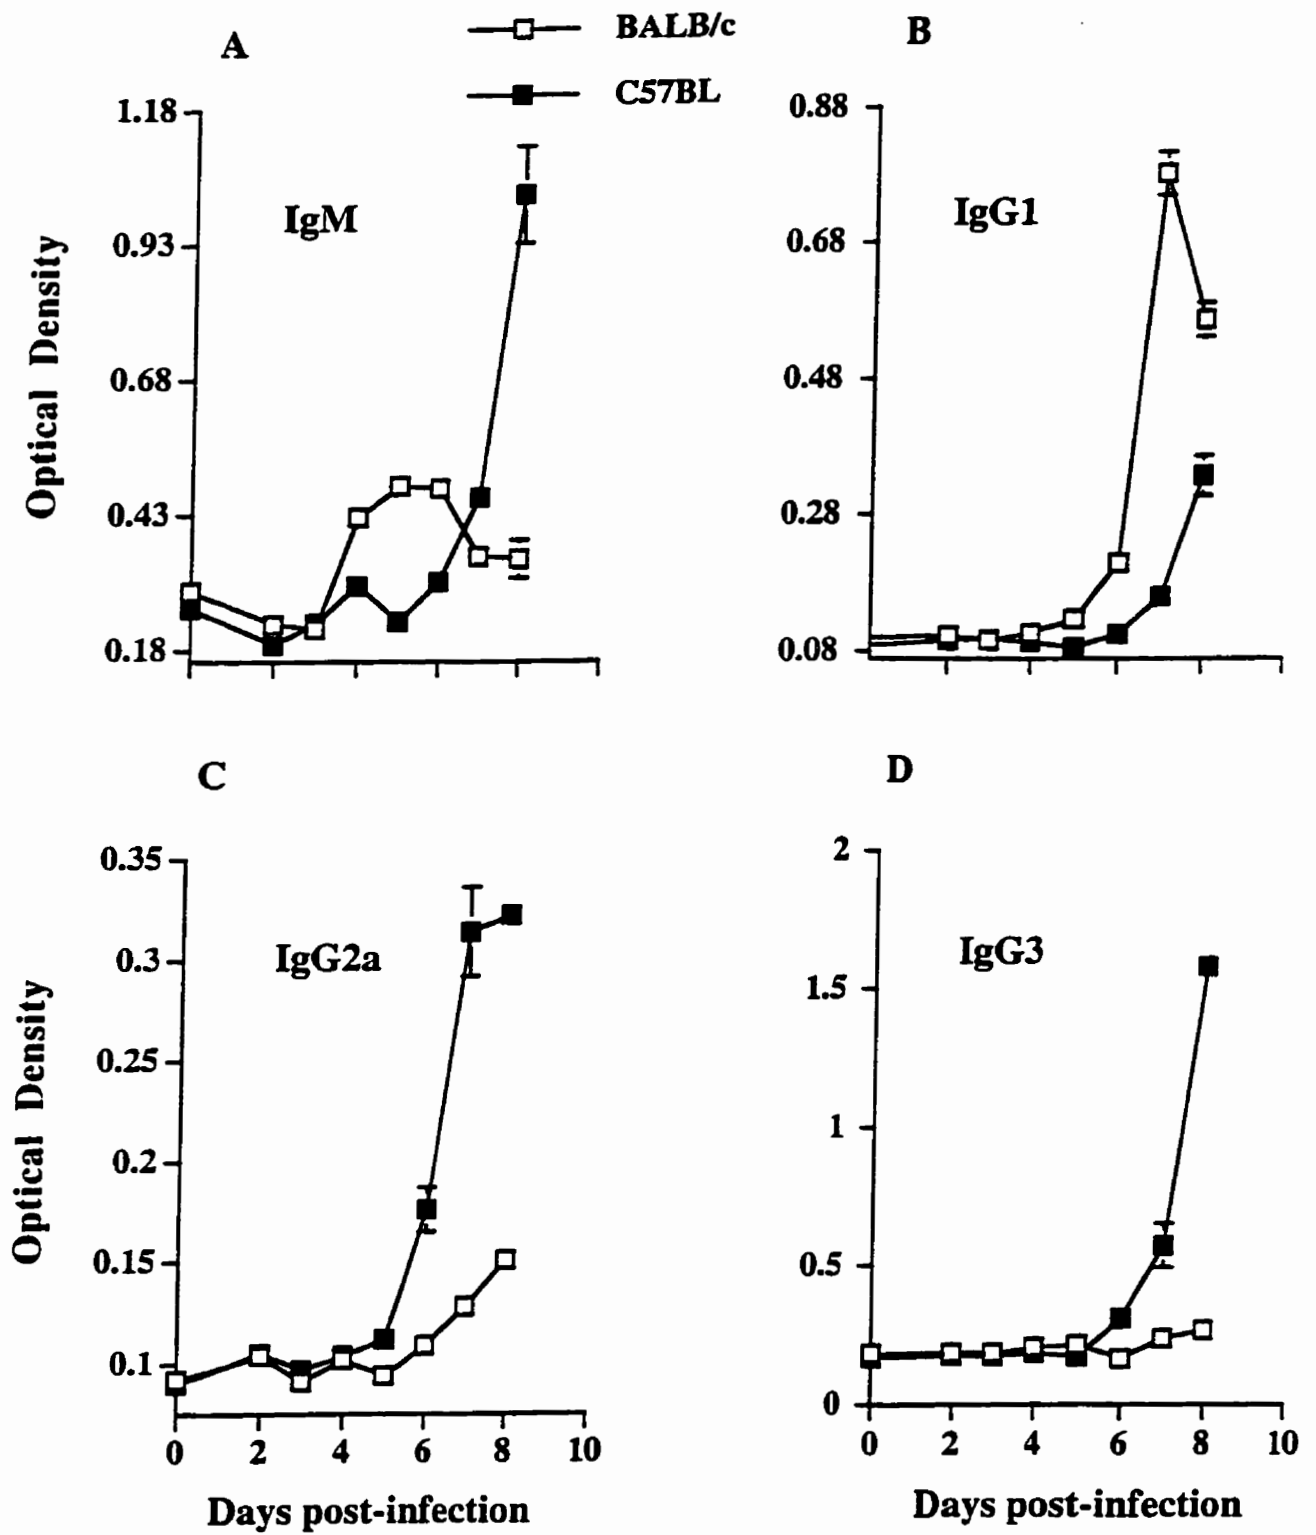 A
BALB/c
C57BL
B
1.18
0.93
0.68
0.43
0.18
IgM
Optical Density
0.88
0.68
0.48
0.28
0.08
IgG1
C
0.35
0.3
0.25
0.2
0.15
0.1
IgG2a
Optical Density
0 2 4 6 8 10
Days post-infection
D
2
1.5
1
0.5
0
IgG3
0 2 4 6 8 10
Days post-infection